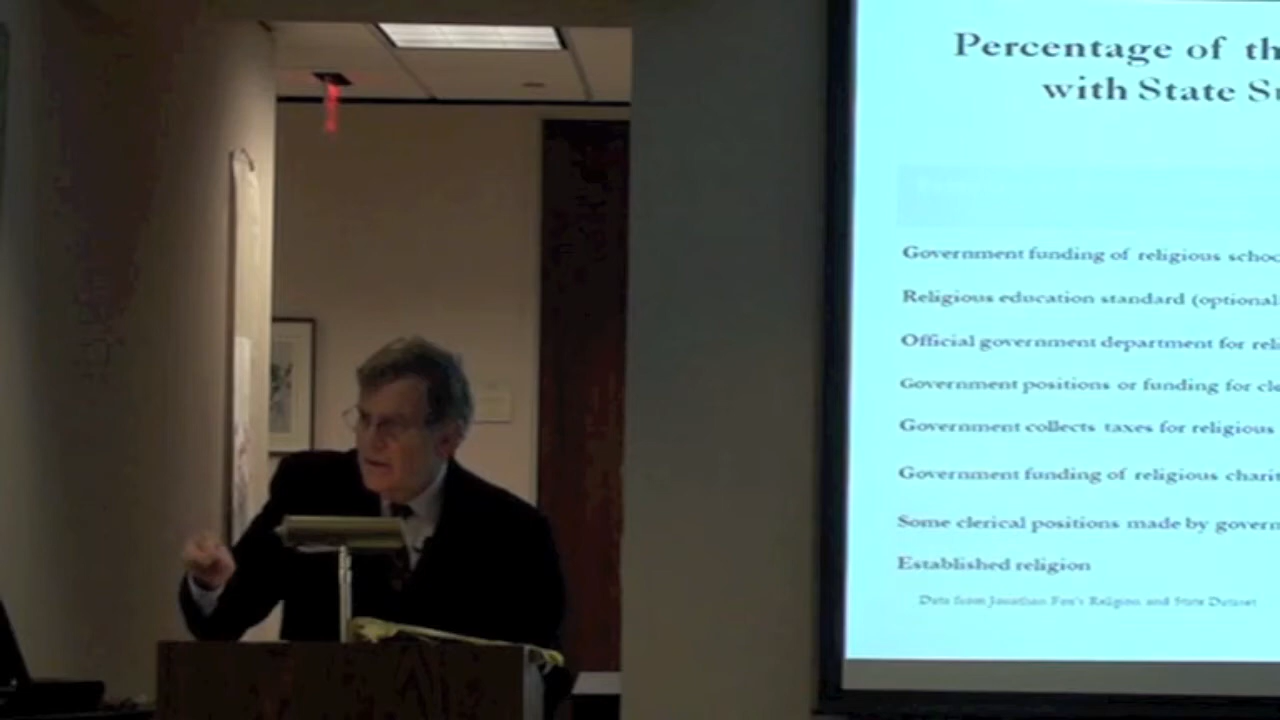 Percentage of th
with State Su
Government funding of religious schoo
Religious education standard (optional
Official government department for reli
Government positions or funding for cle
Government collects taxes for religious
Government funding of religious charit
Some clerical positions made by govern
Established religion
Data from Jonathan Fox's Religion and State Dataset